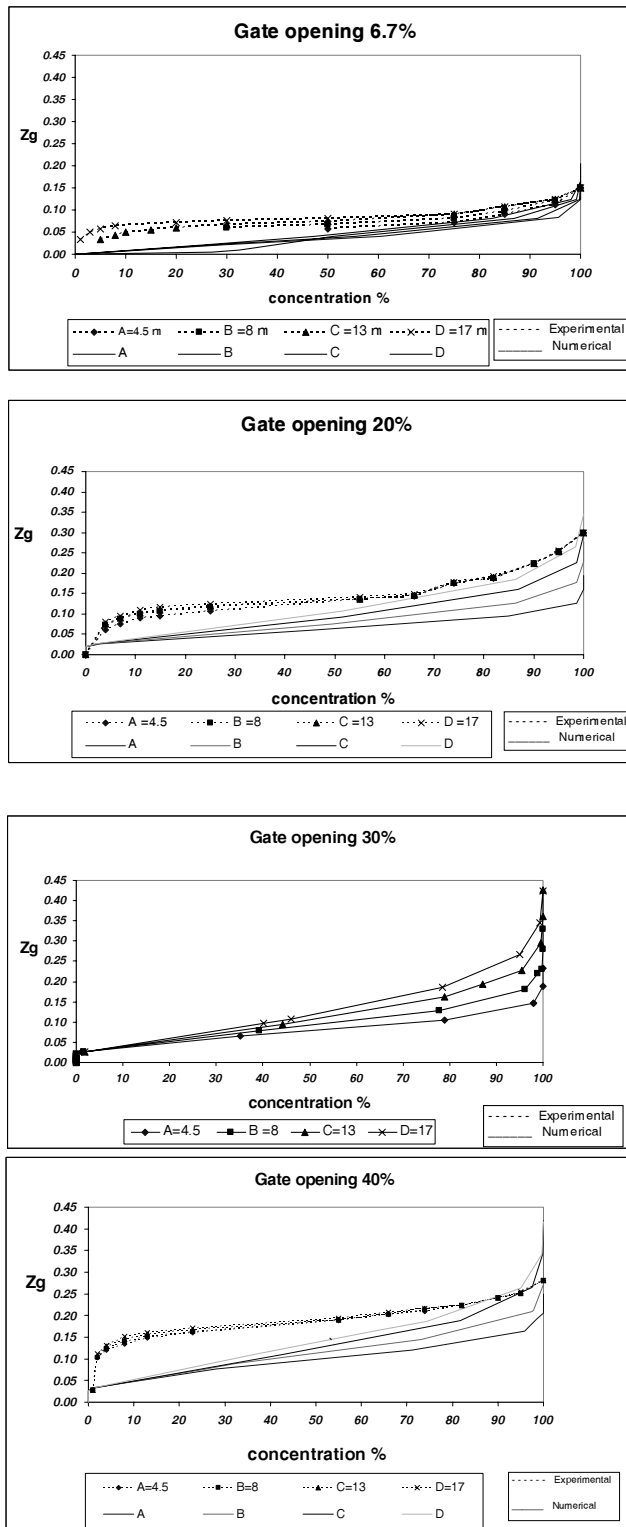 Gate opening 6.7%
0.45
0.40
0.35
0.30
Zg
0.25
0.20
0.15
0.10
0.05
0.00
0 10 20 30 40 50 60 70 80 90 100
concentration %
A=4.5 m B =8 m C =13 m D =17 m
A B C D
Experimental
Numerical
Gate opening 20%
0.45
0.40
0.35
0.30
Zg
0.25
0.20
0.15
0.10
0.05
0.00
0 10 20 30 40 50 60 70 80 90 100
concentration %
A =4.5 B =8 C =13 D =17
A B C D
Experimental
Numerical
Gate opening 30%
0.45
0.40
0.35
0.30
Zg
0.25
0.20
0.15
0.10
0.05
0.00
0 10 20 30 40 50 60 70 80 90 100
concentration %
A=4.5 B =8 C=13 D=17
Experimental
Numerical
Gate opening 40%
0.45
0.40
0.35
0.30
Zg
0.25
0.20
0.15
0.10
0.05
0.00
0 10 20 30 40 50 60 70 80 90 100
concentration %
A=4.5 B=8 C=13 D=17
A B C D
Experimental
Numerical